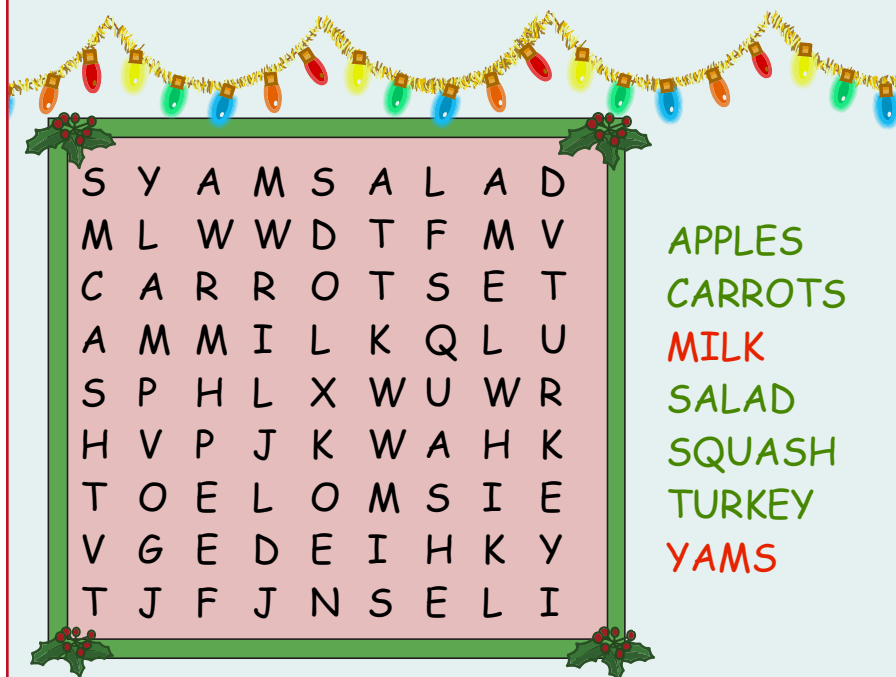 S Y A M S A L A D
M L W W D T F M V
C A R R O T S E T
A M M I L K Q L U
S P H L X W U W R
H V P J K W A H K
T O E L O M S I E
V G E D E I H K Y
T J F J N S E L I
APPLES
CARROTS
MILK
SALAD
SQUASH
TURKEY
YAMS